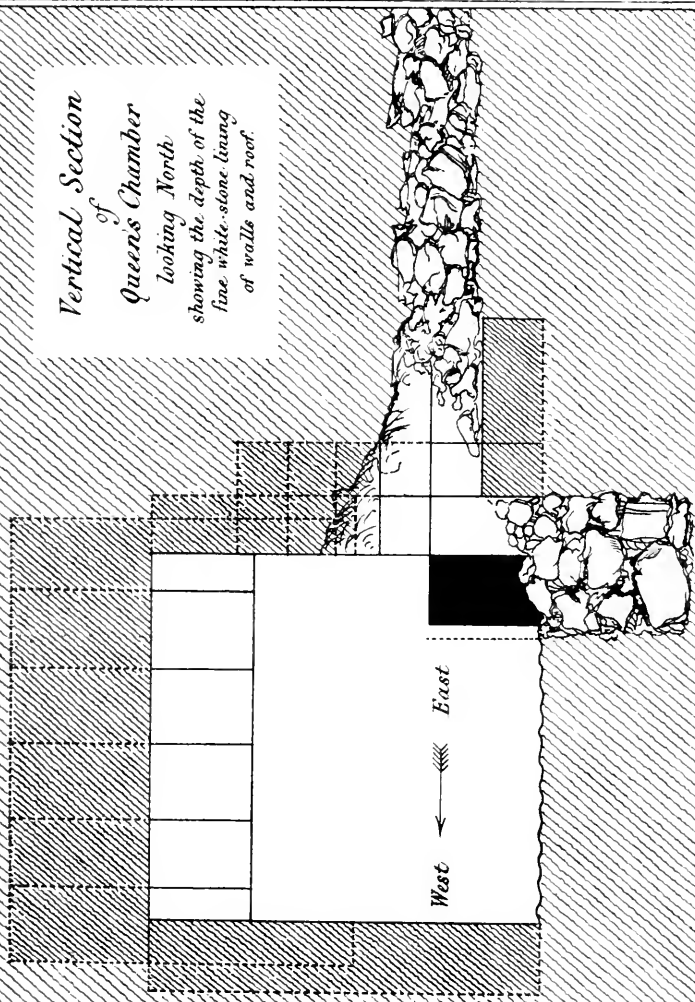 Vertical Section
of
Queen's Chamber
looking North
showing the depth of the
fine white-stone lining
of walls and roof.
West East